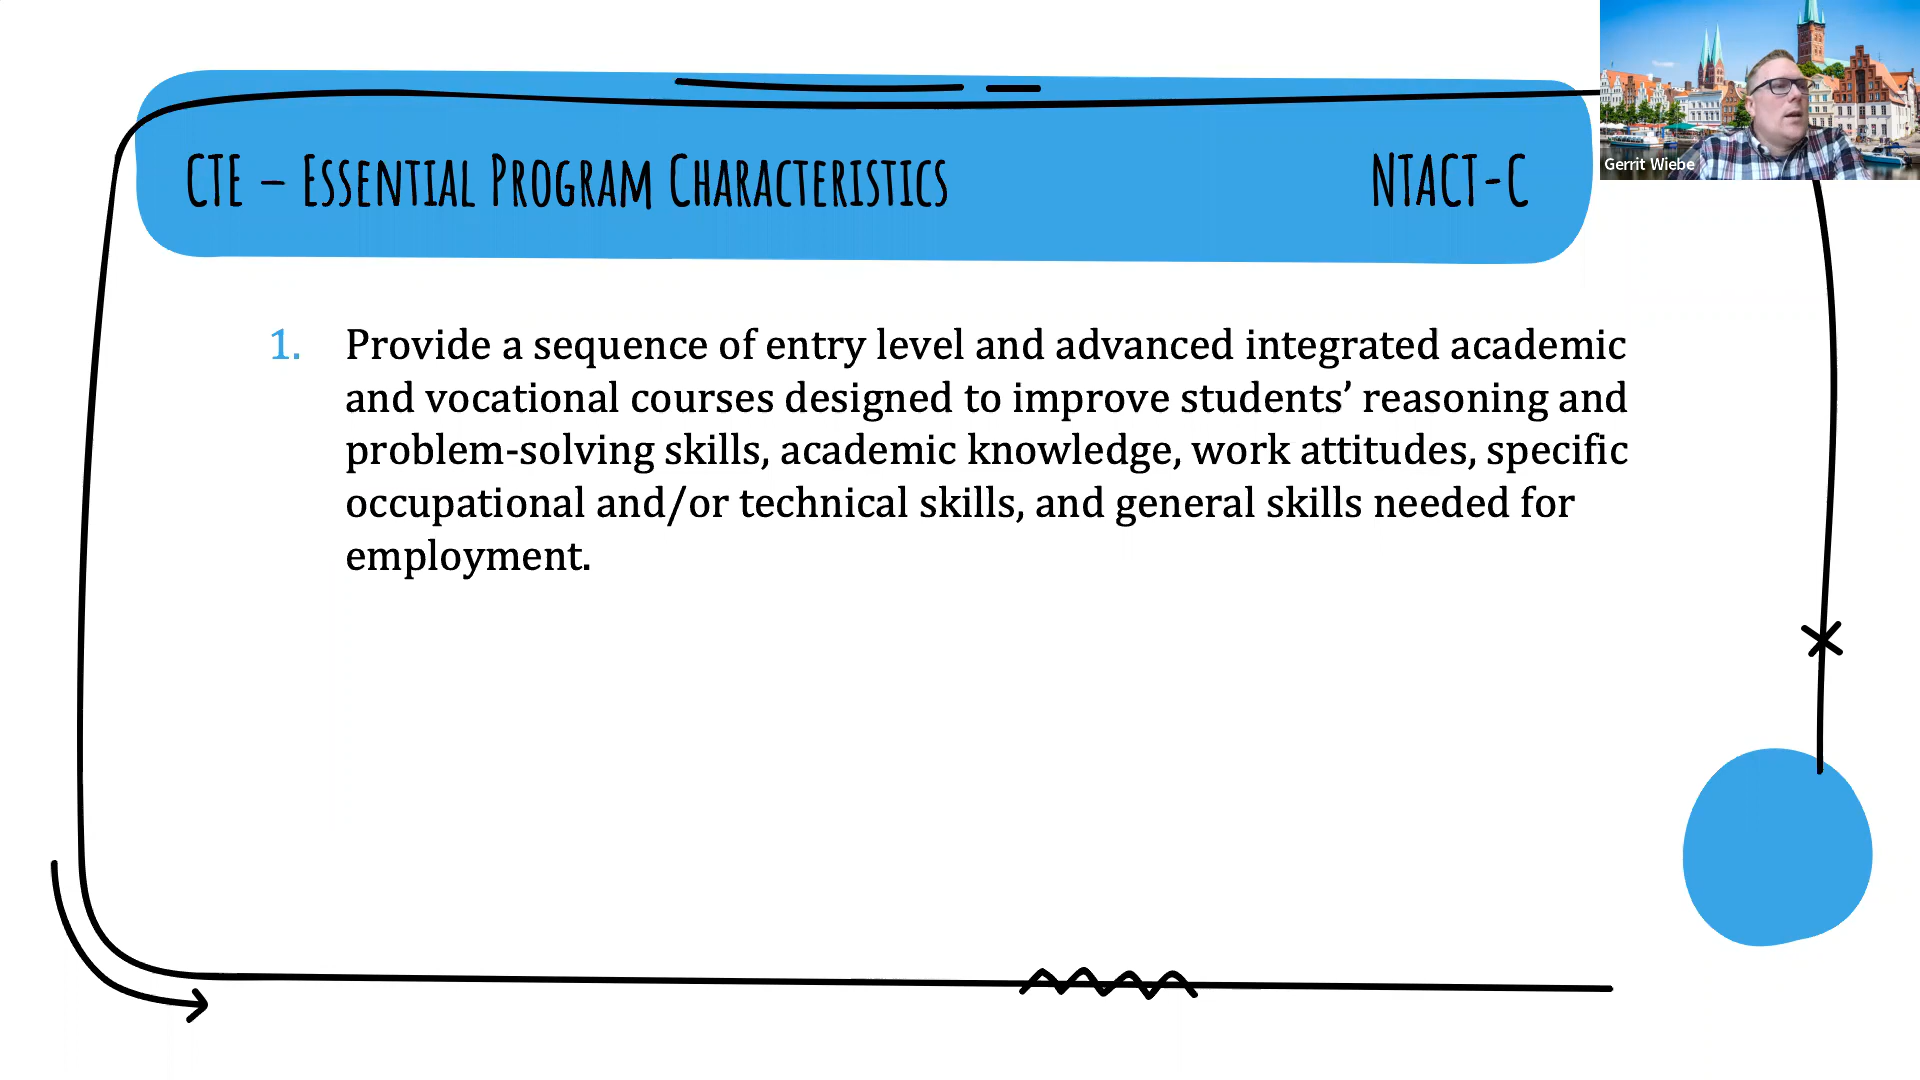 CTE – Essential Program Characteristics NTACT-C
Gerrit Wiebe
1. Provide a sequence of entry level and advanced integrated academic
and vocational courses designed to improve students’ reasoning and
problem-solving skills, academic knowledge, work attitudes, specific
occupational and/or technical skills, and general skills needed for
employment.